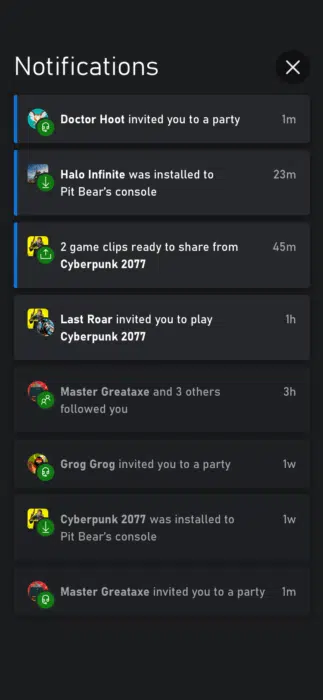 Notifications
Doctor Hoot invited you to a party 1m
Halo Infinite was installed to 23m
Pit Bear's console
2 game clips ready to share from 45m
Cyberpunk 2077
Last Roar invited you to play 1h
Cyberpunk 2077
Master Greataxe and 3 others 3h
followed you
Grog Grog invited you to a party 1w
Cyberpunk 2077 was installed to 1w
Pit Bear's console
Master Greataxe invited you to a party 1m